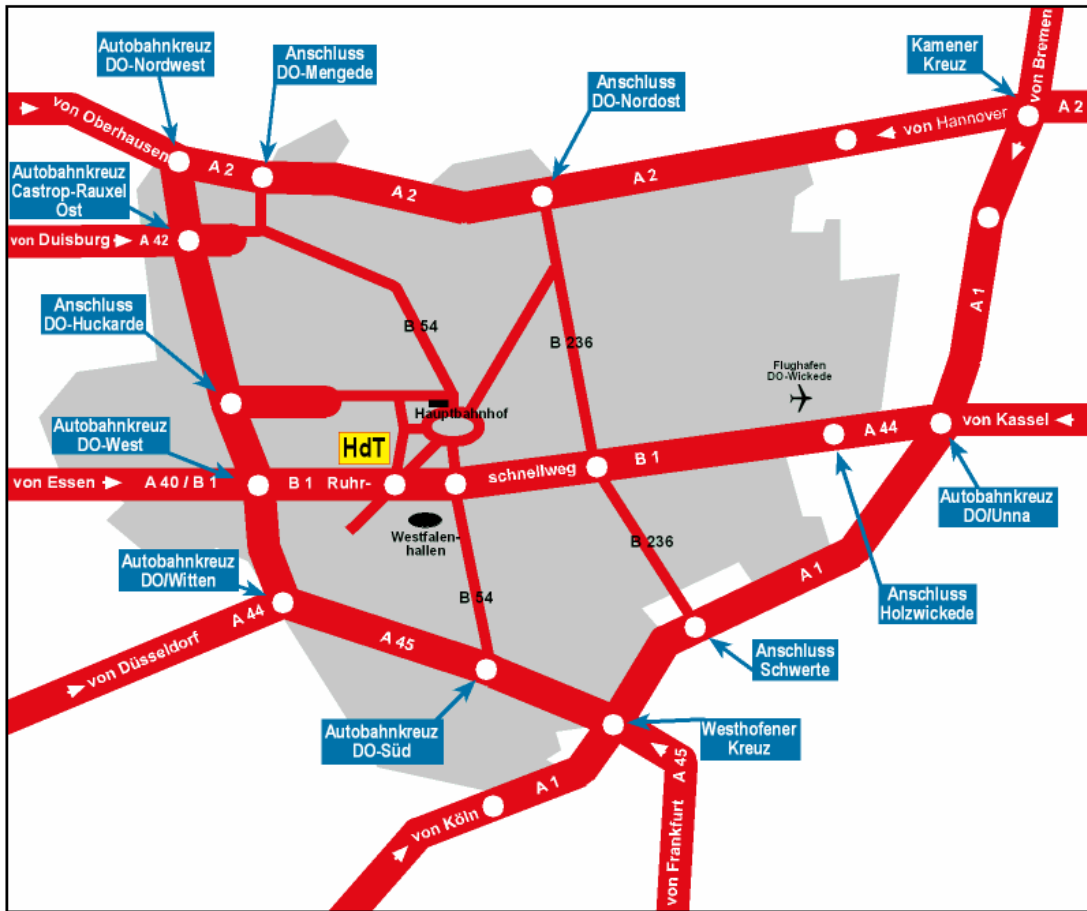 Autobahnkreuz
DO-Nordwest
Anschluss
DO-Mengede
Anschluss
DO-Nordost
Kamener
Kreuz
von Bremen
von Oberhausen
A 2
A 2
A 2
von Hannover
A 2
Autobahnkreuz
Castrop-Rauxel
Ost
von Duisburg
A 42
Anschluss
DO-Huckarde
B 54
B 236
A 1
Flughafen
DO-Wickede
Hauptbahnhof
Autobahnkreuz
DO-West
HdT
von Essen
A 40 / B 1
B 1
Ruhr-
schnellweg
B 1
A 44
von Kassel
Westfalen-
hallen
Autobahnkreuz
DO/Unna
Autobahnkreuz
DO/Witten
B 236
A 1
Anschluss
Holzwickede
A 44
von Düsseldorf
A 45
B 54
Anschluss
Schwerte
Autobahnkreuz
DO-Süd
Westhofener
Kreuz
A 45
A 1
von Köln
von Frankfurt